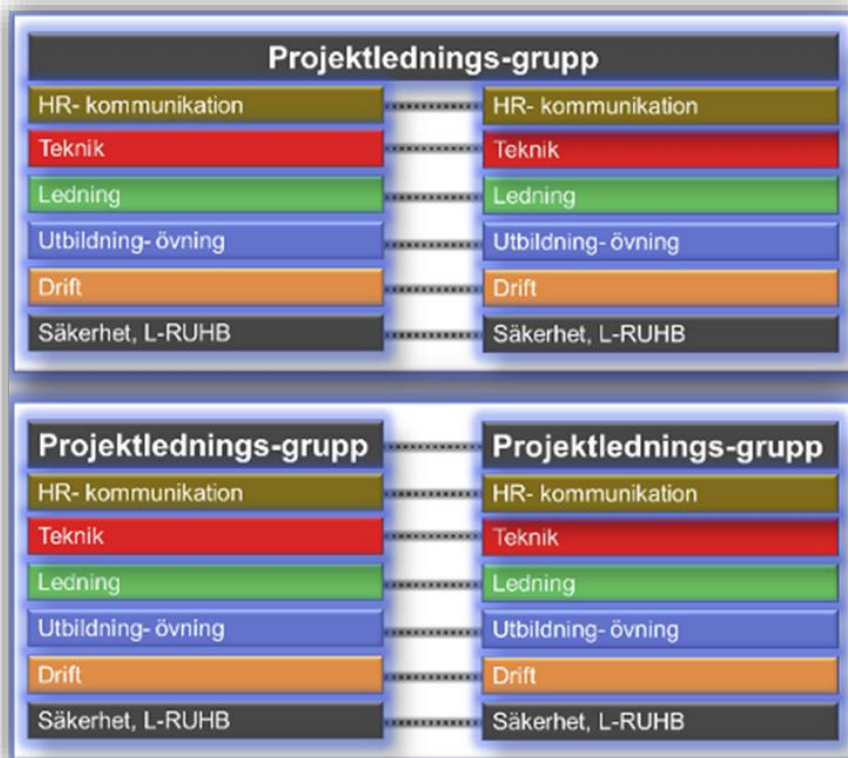 Projektlednings-grupp
HR- kommunikation HR- kommunikation
Teknik Teknik
Ledning Ledning
Utbildning- övning Utbildning- övning
Drift Drift
Säkerhet, L-RUHB Säkerhet, L-RUHB
Projektlednings-grupp Projektlednings-grupp
HR- kommunikation HR- kommunikation
Teknik Teknik
Ledning Ledning
Utbildning- övning Utbildning- övning
Drift Drift
Säkerhet, L-RUHB Säkerhet, L-RUHB